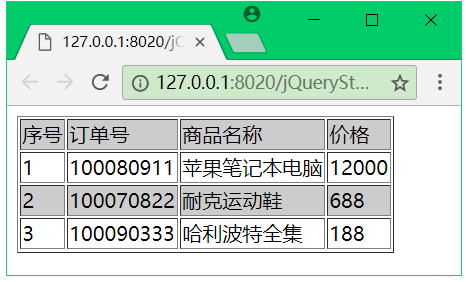 127.0.0.1:8020/jQ
127.0.0.1:8020/jQuerySt...
序号 订单号 商品名称 价格
1 100080911 苹果笔记本电脑 12000
2 100070822 耐克运动鞋 688
3 100090333 哈利波特全集 188